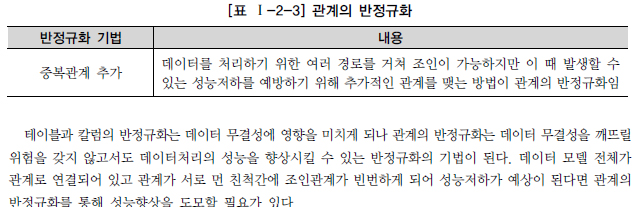 [표 Ⅰ-2-3] 관계의 반정규화
반정규화 기법 내용
중복관계 추가
데이터를 처리하기 위한 여러 경로를 거쳐 조인이 가능하지만 이 때 발생할 수
있는 성능저하를 예방하기 위해 추가적인 관계를 맺는 방법이 관계의 반정규화임
테이블과 칼럼의 반정규화는 데이터 무결성에 영향을 미치게 되나 관계의 반정규화는 데이터 무결성을 깨뜨릴
위험을 갖지 않고서도 데이터처리의 성능을 향상시킬 수 있는 반정규화의 기법이 된다. 데이터 모델 전체가
관계로 연결되어 있고 관계가 서로 먼 친척간에 조인관계가 빈번하게 되어 성능저하가 예상이 된다면 관계의
반정규화를 통해 성능향상을 도모할 필요가 있다